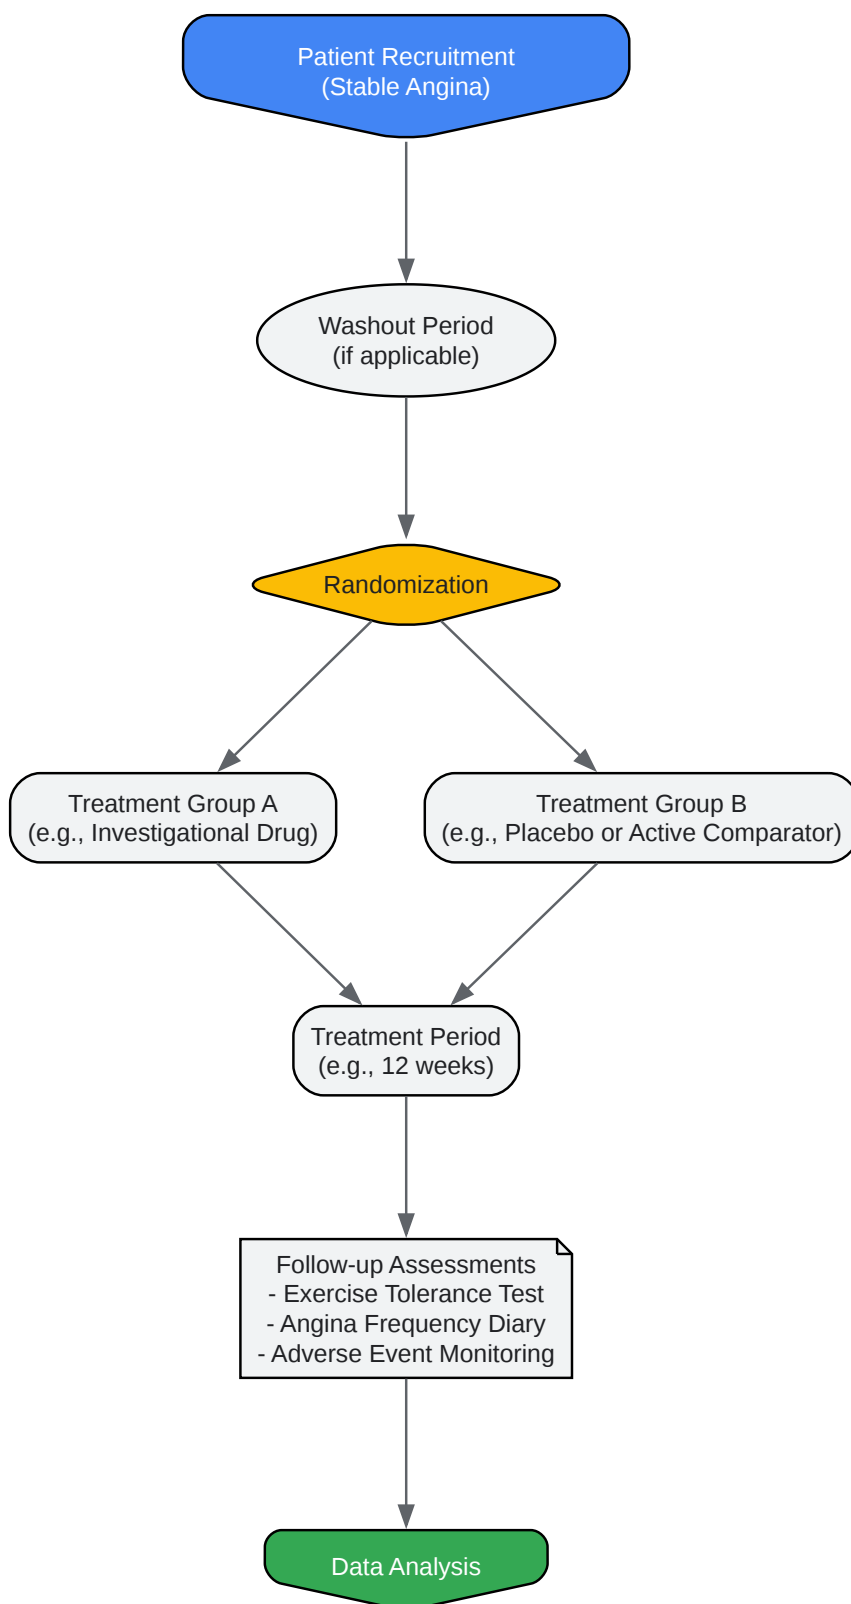 Patient Recruitment
(Stable Angina)
Washout Period
(if applicable)
Randomization
Treatment Group A
(e.g., Investigational Drug)
Treatment Group B
(e.g., Placebo or Active Comparator)
Treatment Period
(e.g., 12 weeks)
Follow-up Assessments
- Exercise Tolerance Test
- Angina Frequency Diary
- Adverse Event Monitoring
Data Analysis